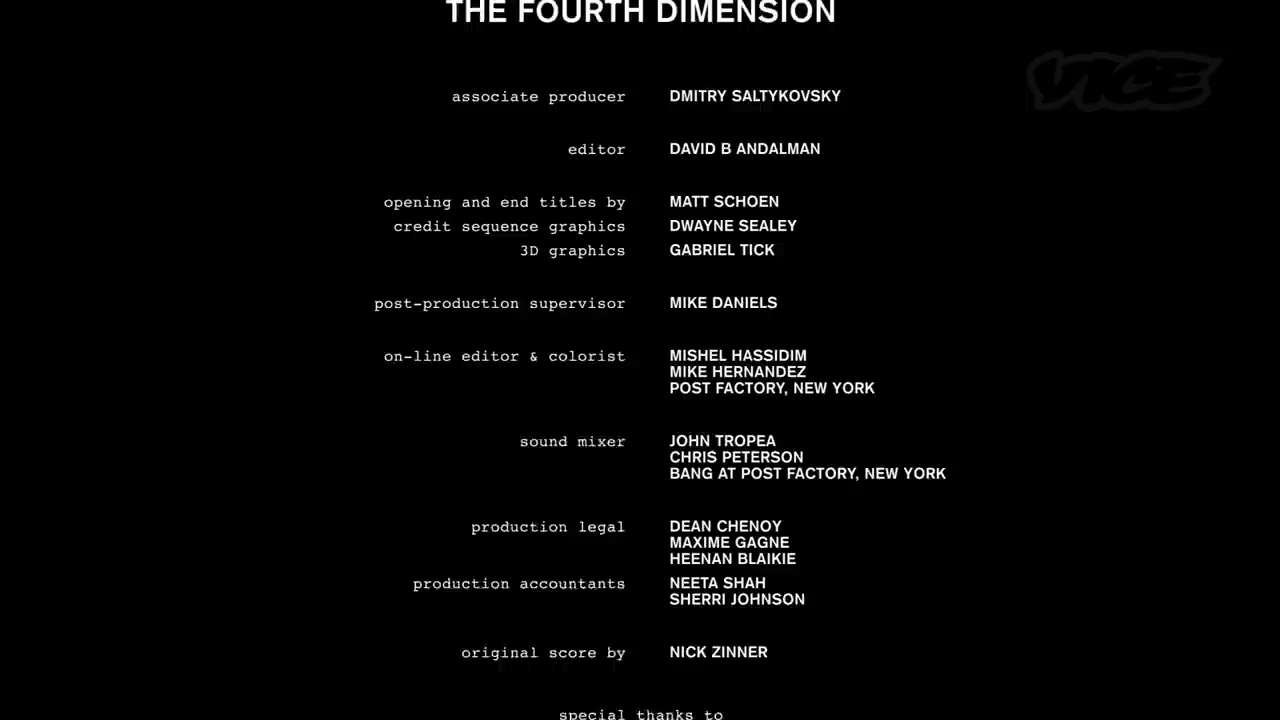 THE FOURTH DIMENSION
VICE
associate producer DMITRY SALTYKOVSKY
editor DAVID B ANDALMAN
opening and end titles by MATT SCHOEN
credit sequence graphics DWAYNE SEALEY
3D graphics GABRIEL TICK
post-production supervisor MIKE DANIELS
on-line editor & colorist MISHEL HASSIDIM
MIKE HERNANDEZ
POST FACTORY, NEW YORK
sound mixer JOHN TROPEA
CHRIS PETERSON
BANG AT POST FACTORY, NEW YORK
production legal DEAN CHENOY
MAXIME GAGNE
HEENAN BLAIKIE
production accountants NEETA SHAH
SHERRI JOHNSON
original score by NICK ZINNER
special thanks to